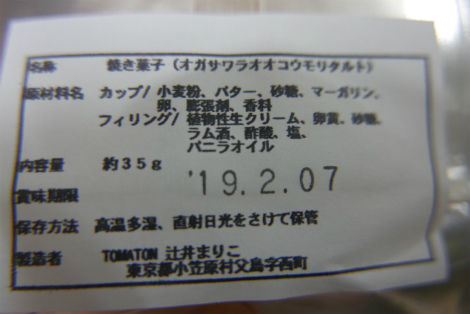 名称 焼き菓子（オガサワラオオコウモリタルト）
原材料名 カップ/ 小麦粉、バター、砂糖、マーガリン、
卵、膨張剤、香料
フィリング/ 植物性生クリーム、卵黄、砂糖、
ラム酒、酢酸、塩、
バニラオイル
内容量 約35g
賞味期限 '19.2.07
保存方法 高温多湿、直射日光をさけて保管
製造者 TOMATON 辻井まりこ
東京都小笠原村父島字西町